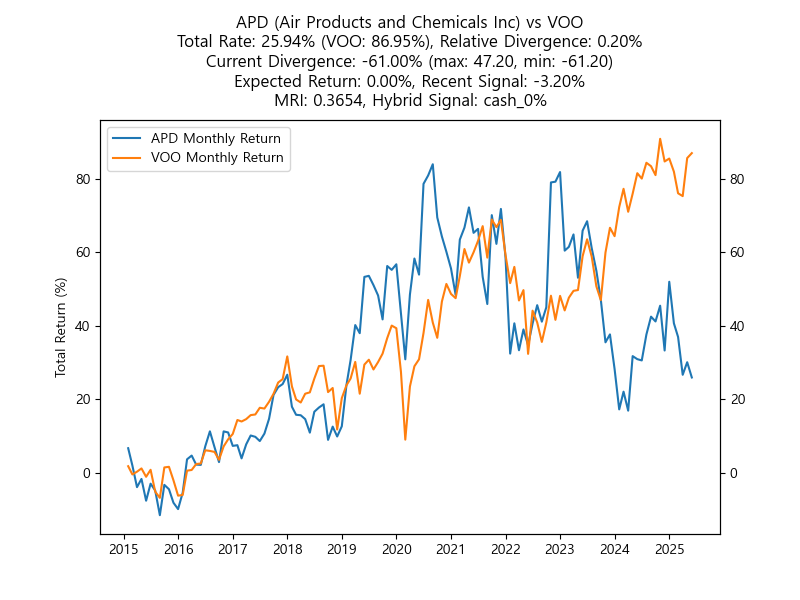 APD (Air Products and Chemicals Inc) vs VOO
Total Rate: 25.94% (VOO: 86.95%), Relative Divergence: 0.20%
Current Divergence: -61.00% (max: 47.20, min: -61.20)
Expected Return: 0.00%, Recent Signal: -3.20%
MRI: 0.3654, Hybrid Signal: cash_0%
APD Monthly Return
VOO Monthly Return
80
60
40
20
0
80
60
40
20
0
Total Return (%)
2015 2016 2017 2018 2019 2020 2021 2022 2023 2024 2025